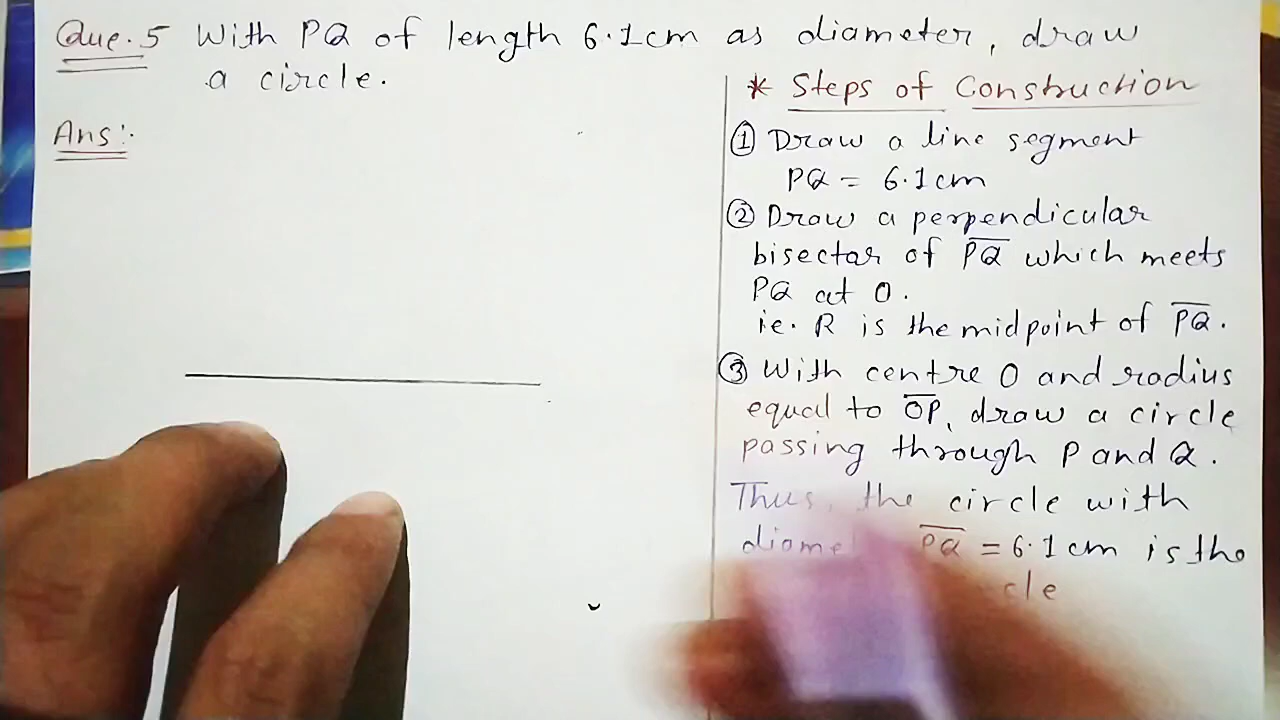 Que. 5 With PQ of length 6.1cm as diameter, draw
a circle.
Ans:.
* Steps of Construction
① Draw a line segment
PQ = 6.1cm
② Draw a perpendicular
bisector of PQ which meets
PQ at O.
ie. R is the midpoint of PQ.
③ With centre O and radius
equal to OP, draw a circle
passing through P and Q.
Thus, the circle with
PQ = 6.1cm is the